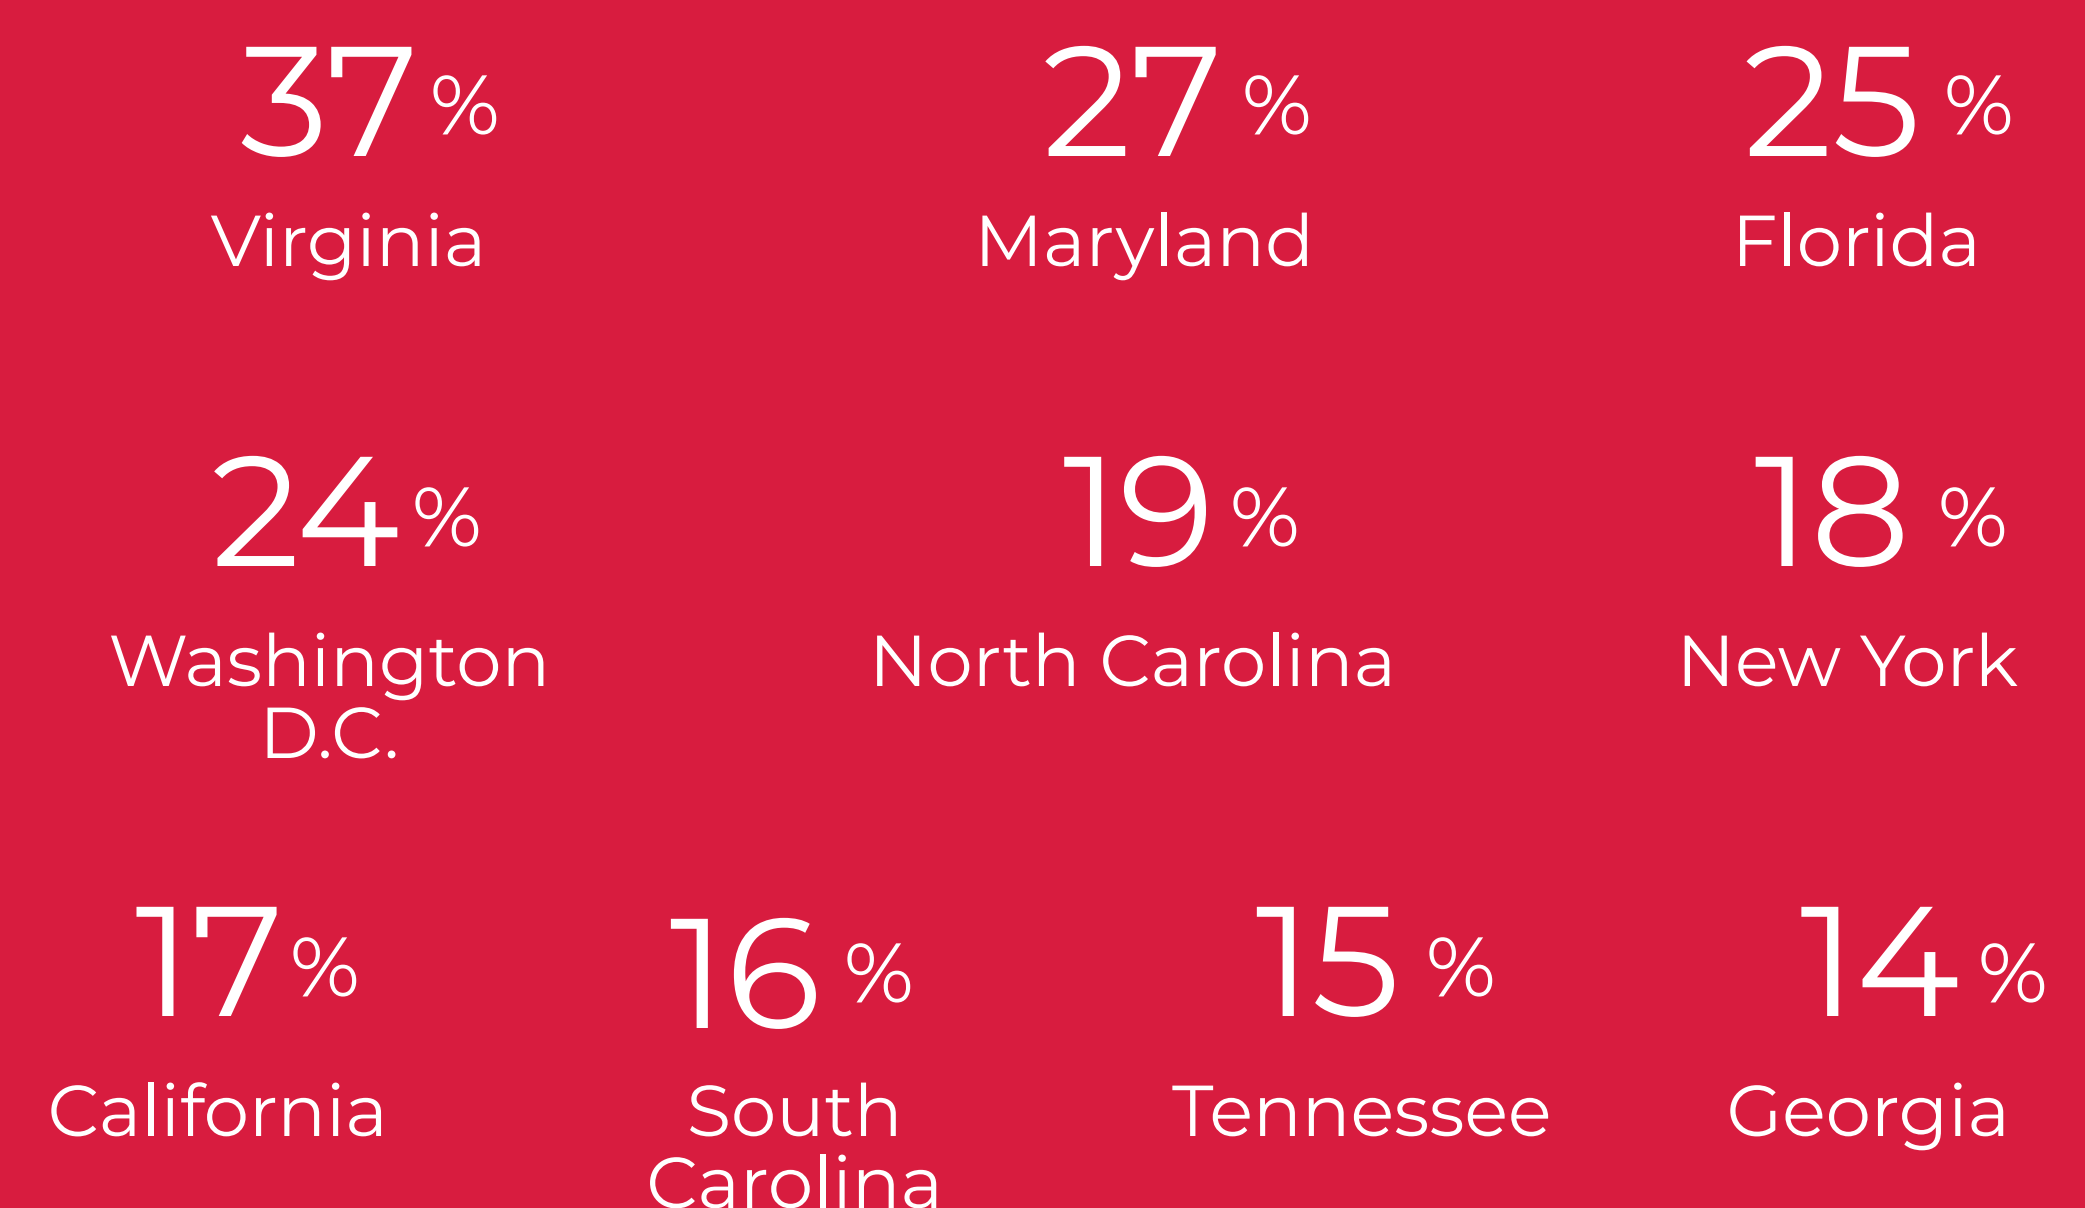 37 %
Virginia
27 %
Maryland
25 %
Florida
24 %
Washington
D.C.
19 %
North Carolina
18 %
New York
17 %
California
16 %
South
Carolina
15 %
Tennessee
14 %
Georgia